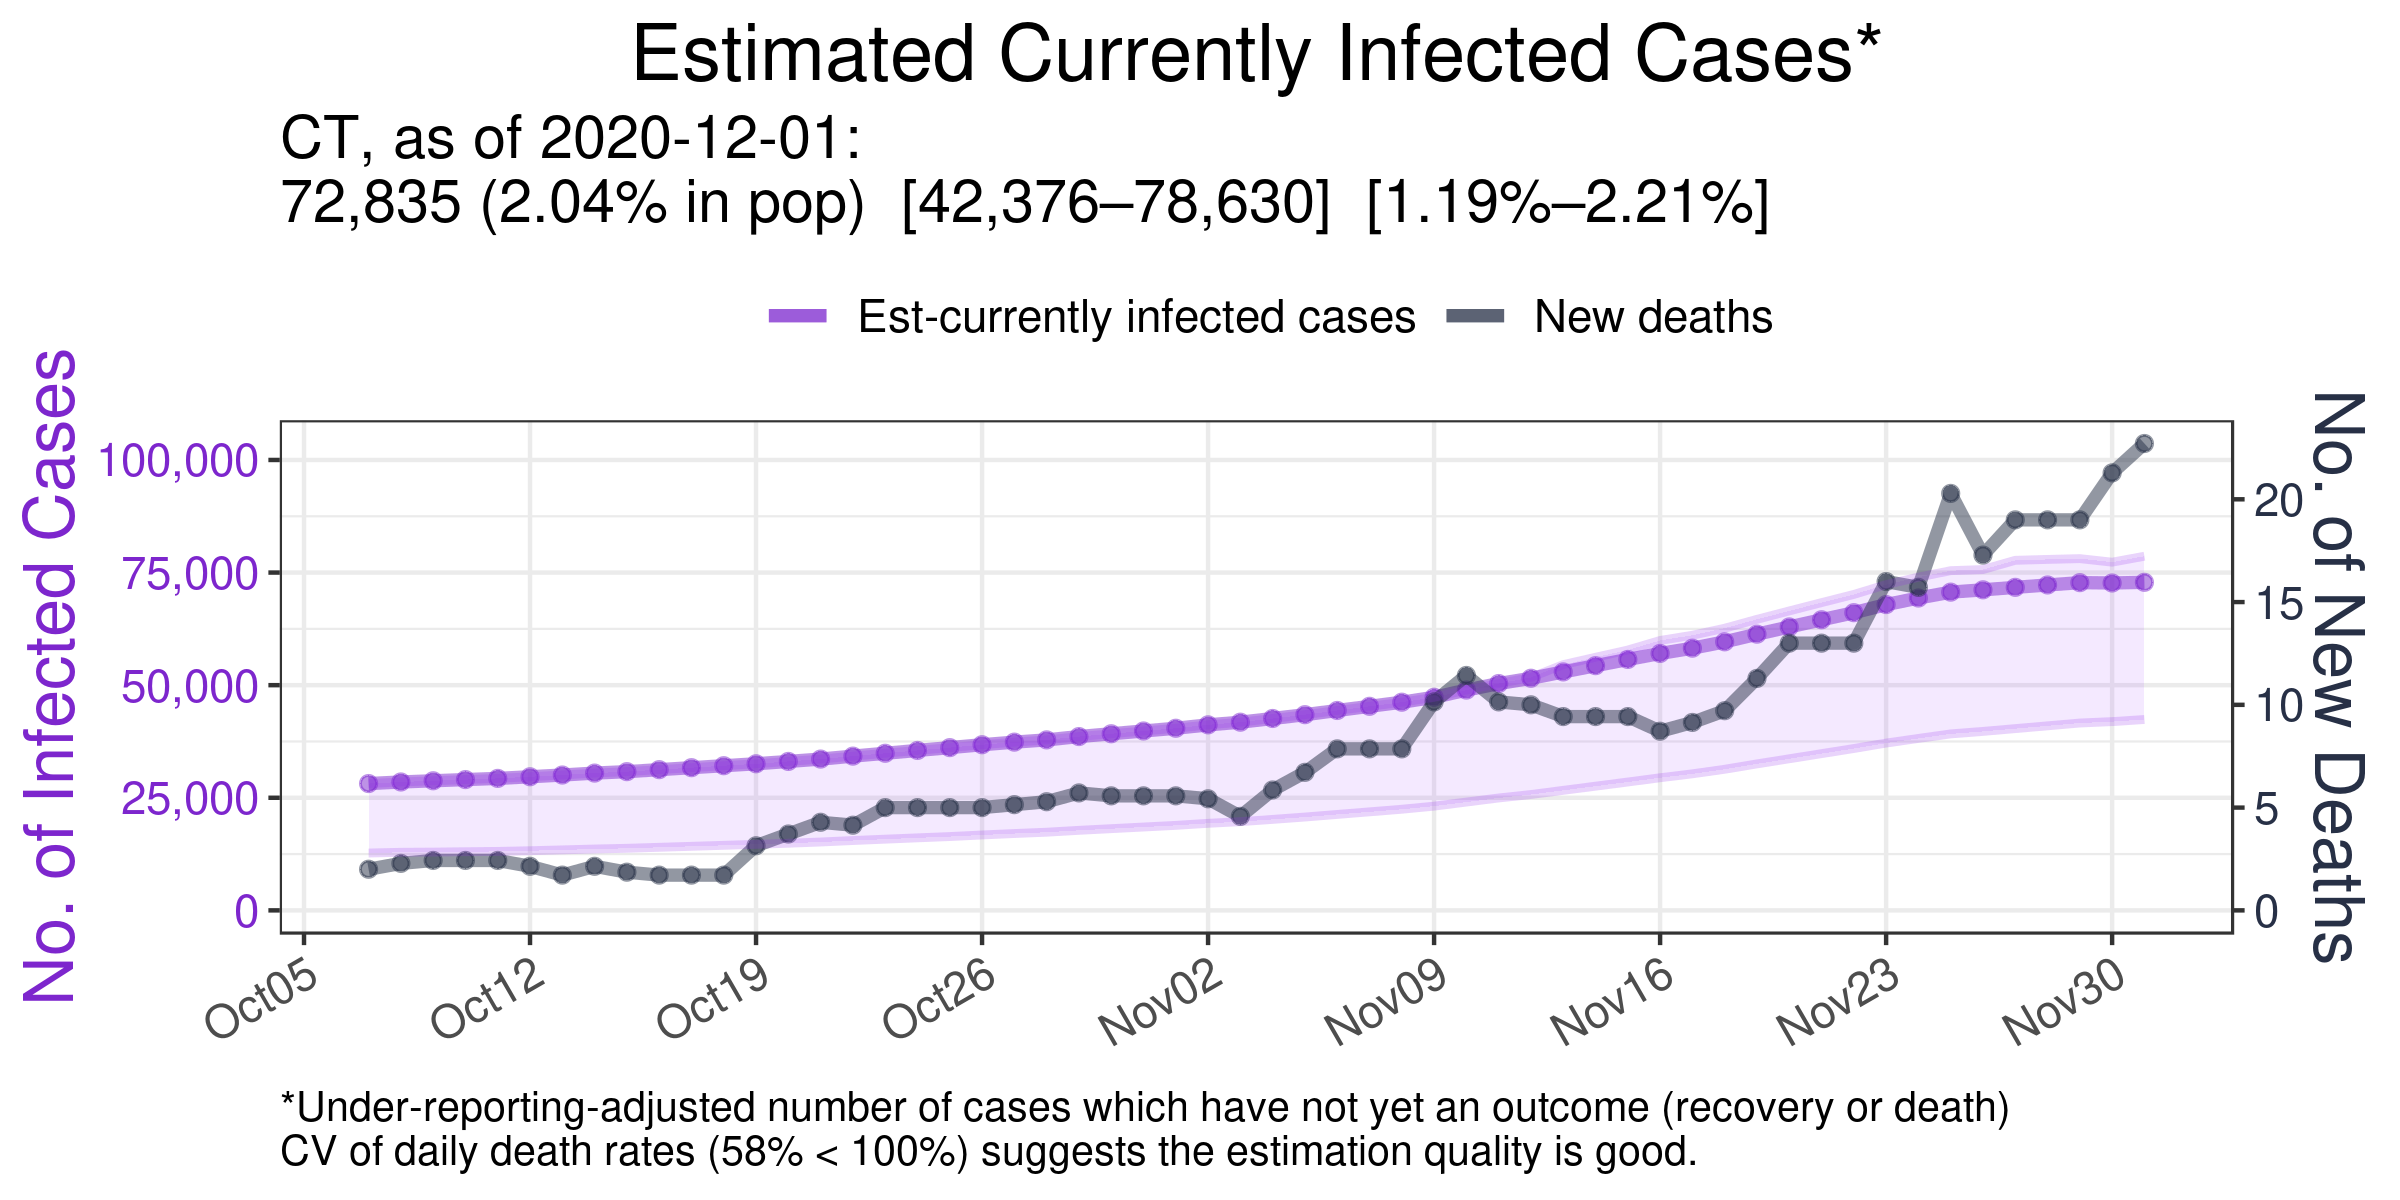 Estimated Currently Infected Cases*
CT, as of 2020-12-01:
72,835 (2.04% in pop)  [42,376–78,630]  [1.19%–2.21%]
Est-currently infected cases
New deaths
No. of Infected Cases
100,000
75,000
50,000
25,000
0
No. of New Deaths
20
15
10
5
0
Oct05
Oct12
Oct19
Oct26
Nov02
Nov09
Nov16
Nov23
Nov30
*Under-reporting-adjusted number of cases which have not yet an outcome (recovery or death)
CV of daily death rates (58% < 100%) suggests the estimation quality is good.